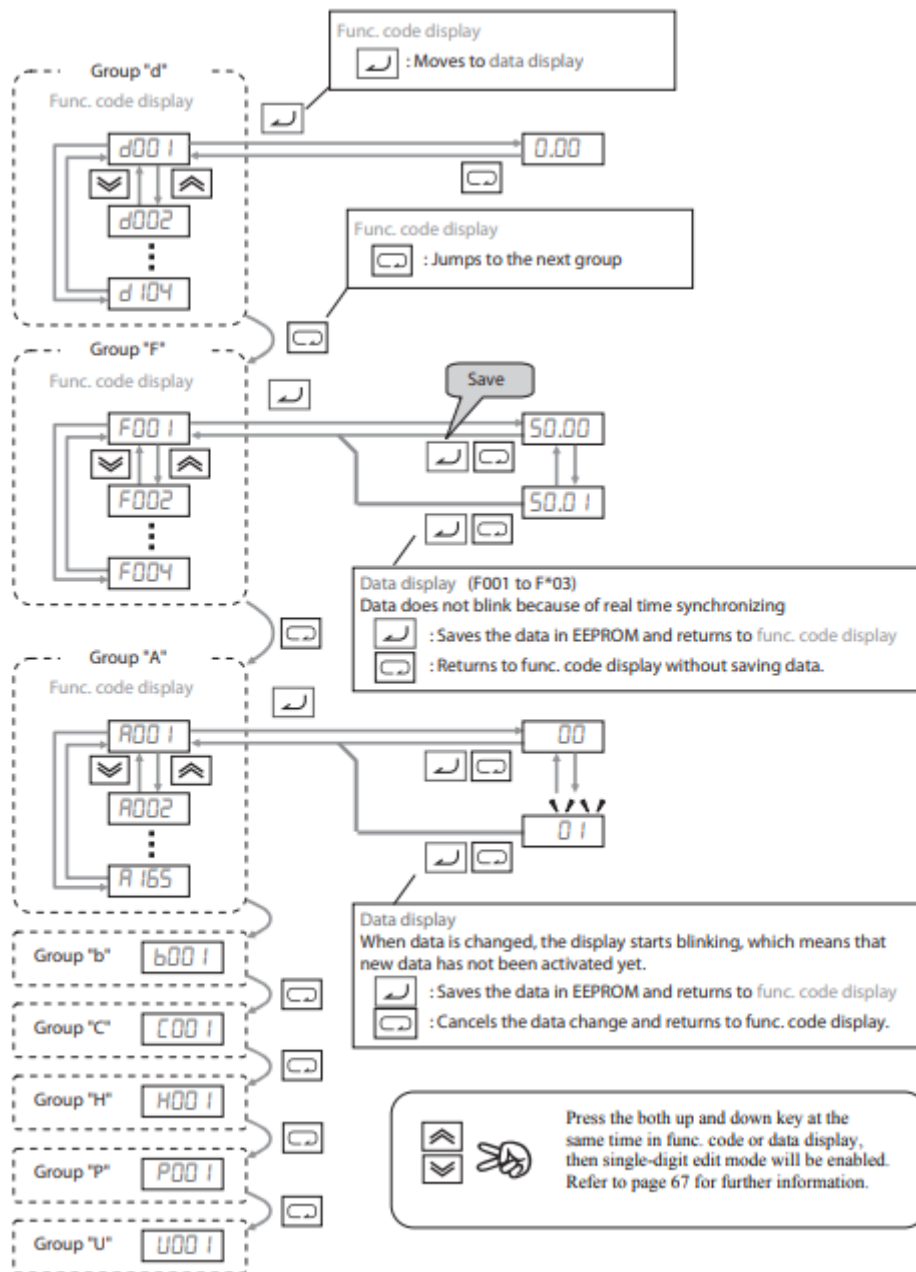 Func. code display
: Moves to data display
Group "d"
Func. code display
d001
0.00
d002
Func. code display
: Jumps to the next group
d104
Group "F"
Func. code display
Save
F001
50.00
F002
50.01
F004
Data display (F001 to F*03)
Data does not blink because of real time synchronizing
: Saves the data in EEPROM and returns to func. code display
: Returns to func. code display without saving data.
Group "A"
Func. code display
A001
00
A002
01
A165
Data display
When data is changed, the display starts blinking, which means that
new data has not been activated yet.
: Saves the data in EEPROM and returns to func. code display
: Cancels the data change and returns to func. code display.
Group "b" b001
Group "C" C001
Group "H" H001
Group "P" P001
Group "U" U001
Press the both up and down key at the
same time in func. code or data display,
then single-digit edit mode will be enabled.
Refer to page 67 for further information.